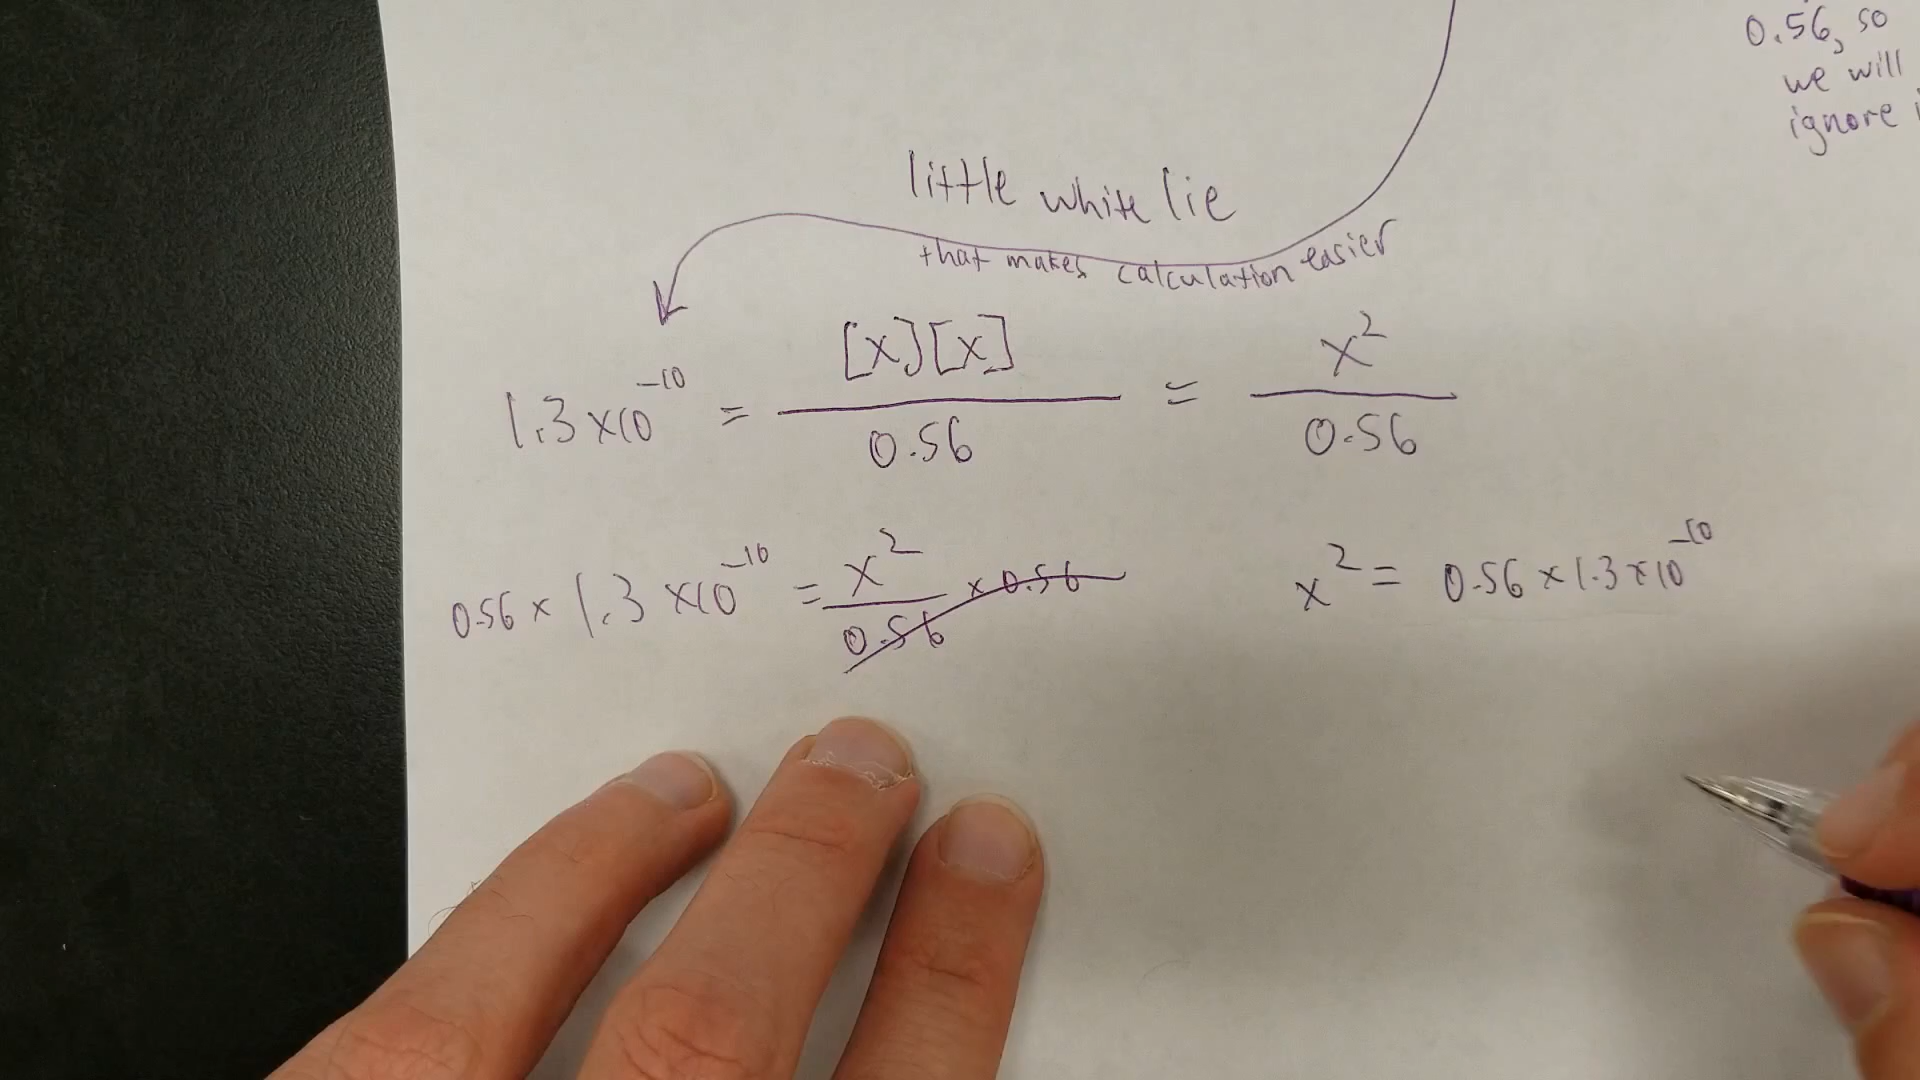 0.56, so
we will
ignore i
little white lie
that makes calculation easier
1.3 x10^-10 = [x][x] / 0.56 = x^2 / 0.56
0.56 x 1.3 x10^-10 = x^2 / 0.56 x 0.56
x^2 = 0.56 x 1.3 x 10^-10